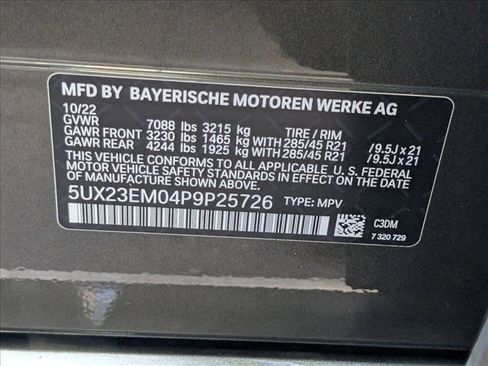 MFD BY BAYERISCHE MOTOREN WERKE AG
10/22
GVWR 7088 lbs 3215 kg TIRE / RIM
GAWR FRONT 3230 lbs 1465 kg WITH 285/45 R21 /9.5J x 21
GAWR REAR 4244 lbs 1925 kg WITH 285/45 R21 /9.5J x 21
THIS VEHICLE CONFORMS TO ALL APPLICABLE U. S. FEDERAL
MOTOR VEHICLE SAFETY STANDARDS IN EFFECT ON THE DATE OF MANUFACTURE SHOWN ABOVE.
5UX23EM04P9P25726 TYPE: MPV
C3DM
7 320 729